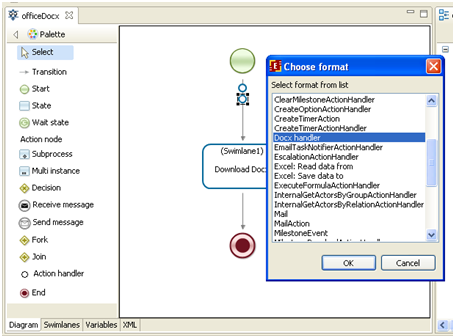 officeDocx
Palette
Select
Transition
Start
State
Wait state
Action node
Subprocess
Multi instance
Decision
Receive message
Send message
Fork
Join
Action handler
End
(Swimlane1)
Download Doc
Choose format
Select format from list
ClearMilestoneActionHandler
CreateOptionActionHandler
CreateTimerAction
CreateTimerActionHandler
Docx handler
EmailTaskNotifierActionHandler
EscalationActionHandler
Excel: Read data from
Excel: Save data to
ExecuteFormulaActionHandler
InternalGetActorsByGroupActionHandler
InternalGetActorsByRelationActionHandler
Mail
MailAction
MilestoneEvent
OK
Cancel
Diagram
Swimlanes
Variables
XML